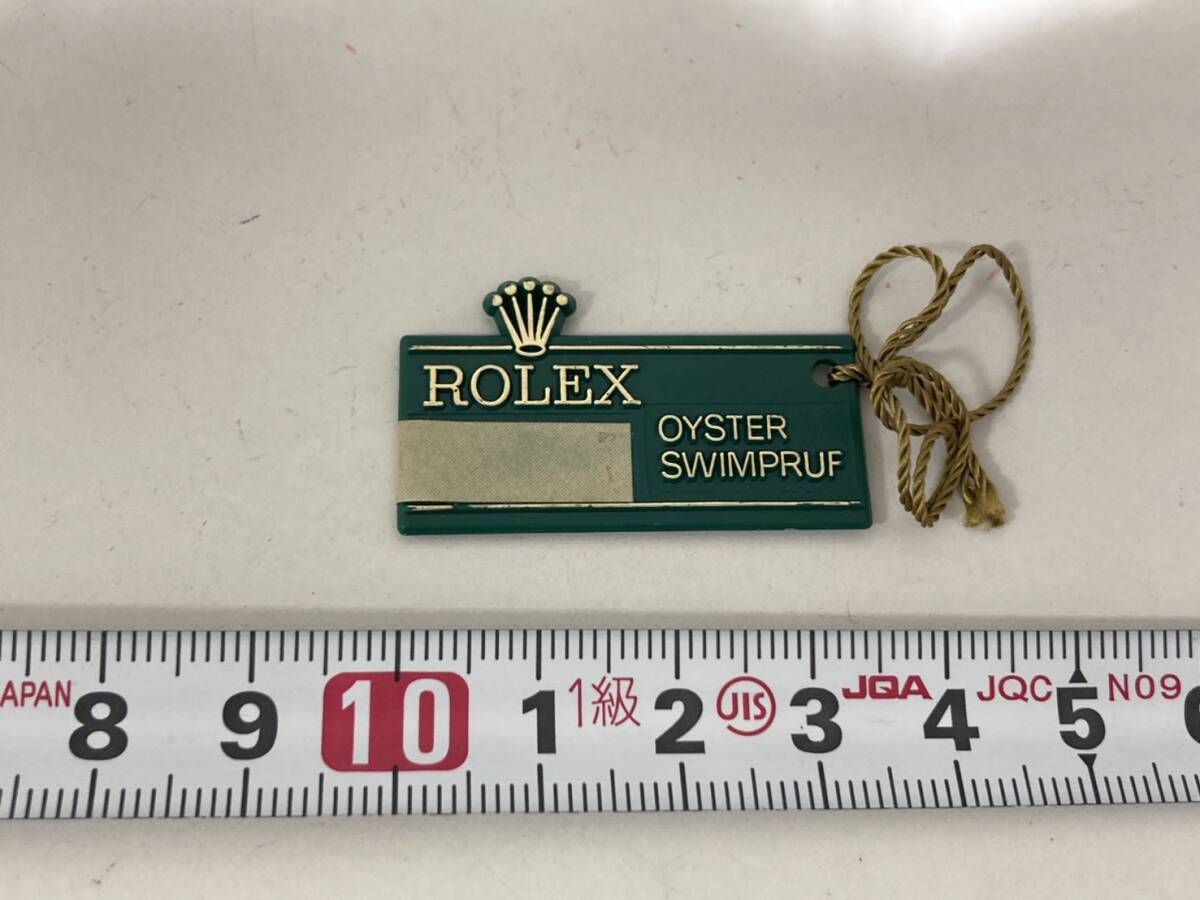 ROLEX
OYSTER
SWIMPRUF
JAPAN 8 9 10 1 1級 2 JIS 3 JQA 4 JQC 5 N09